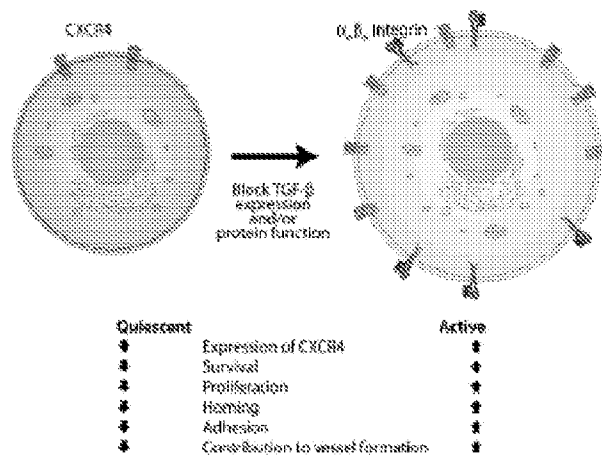 CXCR4
Integrin
Block TGF-β
expression
and/or
protein function
Quiescent Active
Expression of CXCR4
Survival
Proliferation
Homing
Adhesion
Contribution to vessel formation